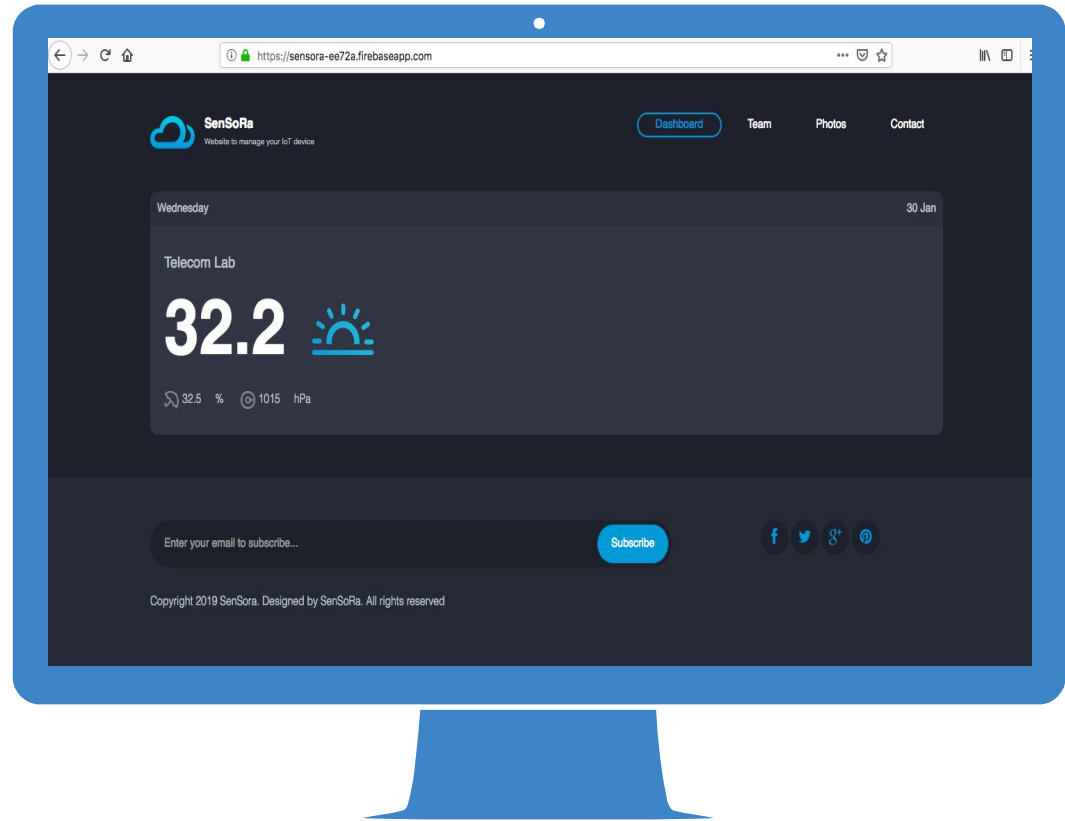 https://sensora-ee72a.firebaseapp.com
SenSoRa
Website to manage your IoT device
Dashboard Team Photos Contact
Wednesday 30 Jan
Telecom Lab
32.2
32.5 % 1015 hPa
Enter your email to subscribe... Subscribe
Copyright 2019 SenSora. Designed by SenSoRa. All rights reserved